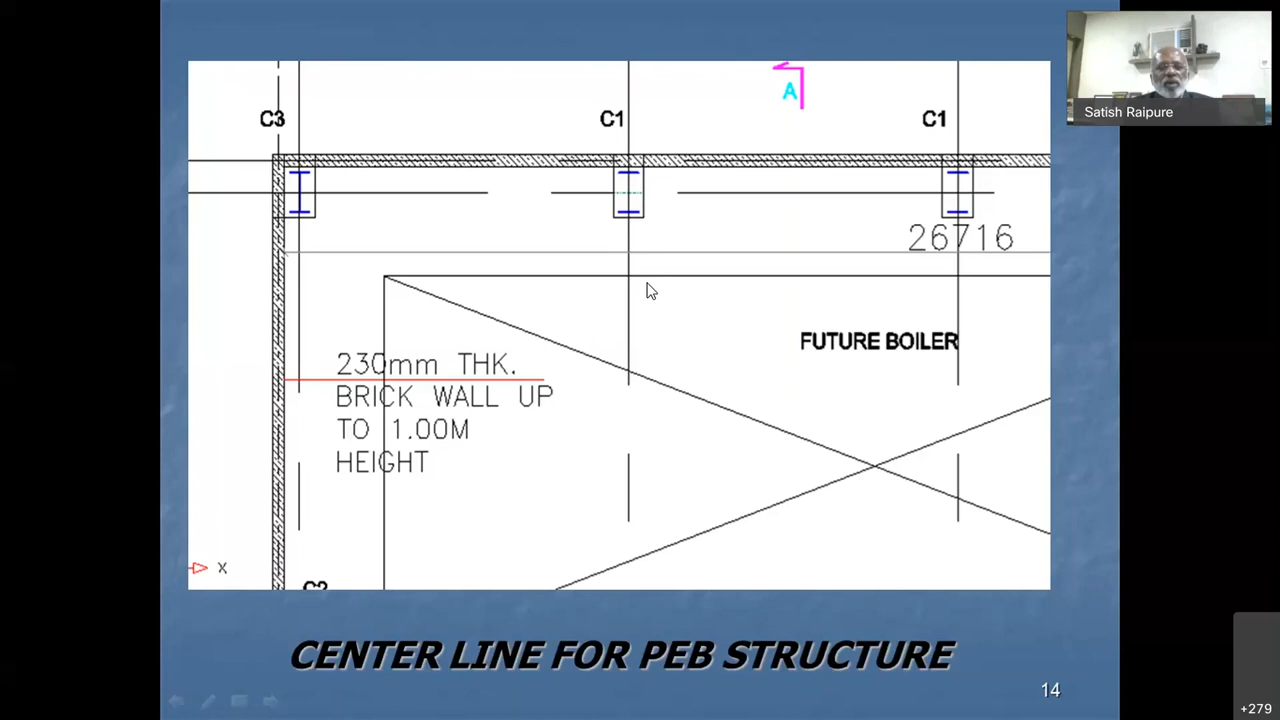 Satish Raipure
A
C3
C1
C1
26716
FUTURE BOILER
230mm THK.
BRICK WALL UP
TO 1.00M
HEIGHT
X
CENTER LINE FOR PEB STRUCTURE
14
+279